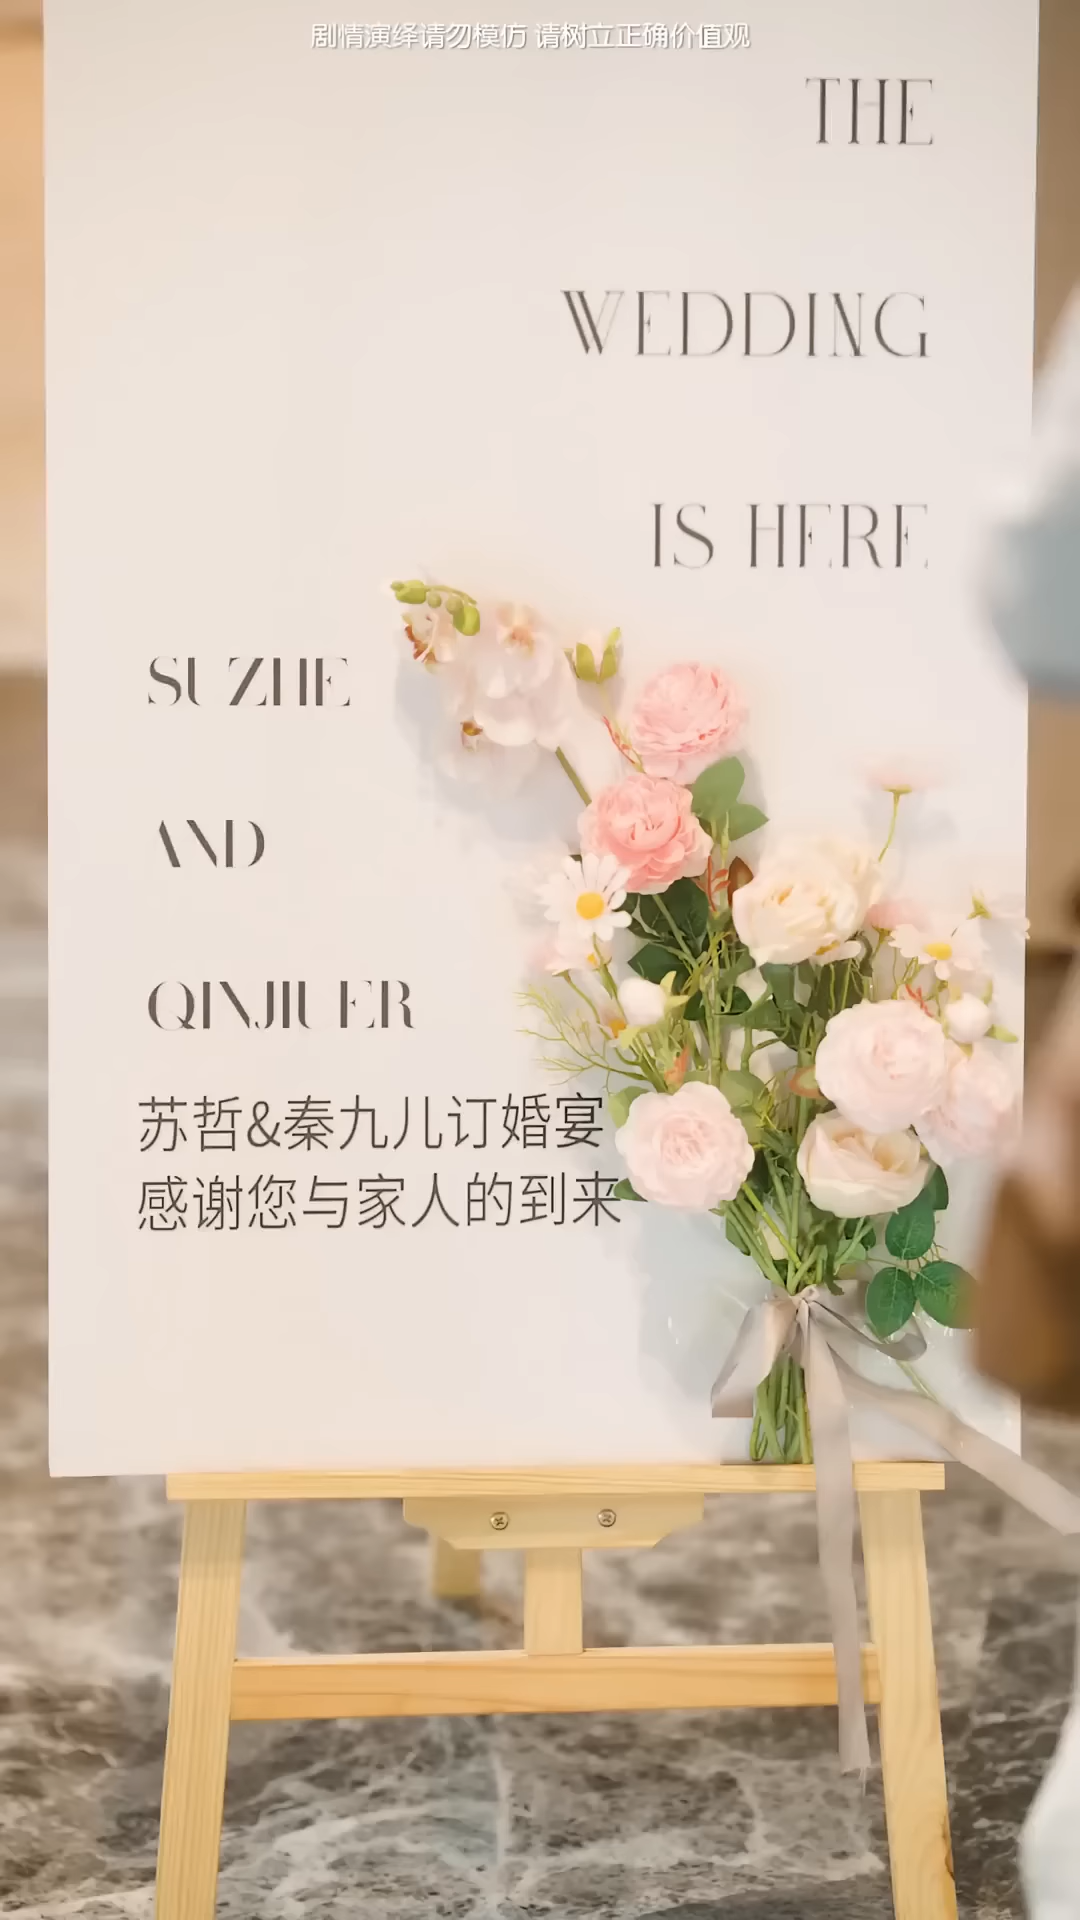 剧情演绎请勿模仿 请树立正确价值观
THE
WEDDING
IS HERE
SUZHE
AND
QINJIUER
苏哲&秦九儿订婚宴
感谢您与家人的到来